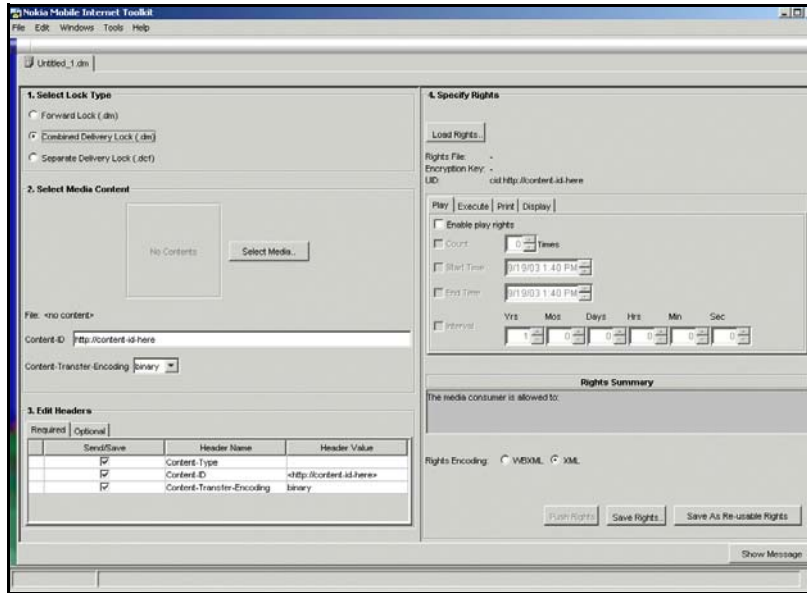 Nokia Mobile Internet Toolkit
File Edit Windows Tools Help
Untitled_1.dm
1. Select Lock Type
Forward Lock (.dm)
Combined Delivery Lock (.dm)
Separate Delivery Lock (.dcf)
2. Select Media Content
No Contents
Select Media..
File: <no content>
Content-ID http://content-id-here
Content-Transfer-Encoding binary
3. Edit Headers
Required Optional
Send/Save Header Name Header Value
Content-Type
Content-ID <http://content-id-here>
Content-Transfer-Encoding binary
4. Specify Rights
Load Rights..
Rights File: -
Encryption Key: -
UID: cid:http://content-id-here
Play Execute Print Display
Enable play rights
Count 0 Times
Start Time 9/19/03 1:40 PM
End Time 9/19/03 1:40 PM
Yrs Mos Days Hrs Min Sec
Interval 1 0 0 0 0 0
Rights Summary
The media consumer is allowed to:
Rights Encoding: WBXML XML
Push Rights Save Rights.. Save As Re-usable Rights
Show Message